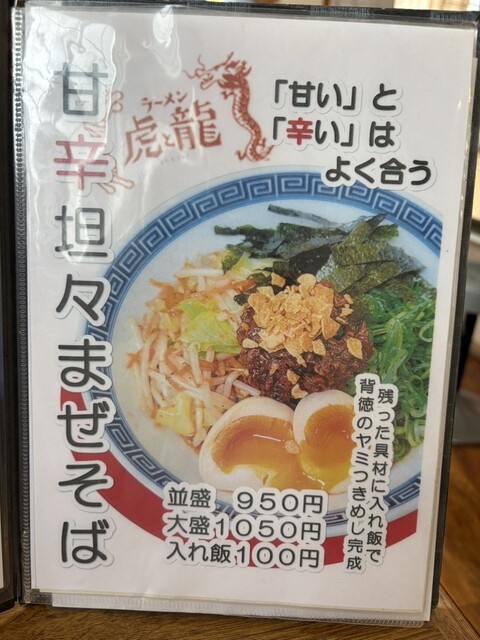 甘辛坦々まぜそば
ラーメン
虎と龍
「甘い」と
「辛い」は
よく合う
残った具材に入れ飯で
背徳のヤミつきめし完成
並盛 950円
大盛1050円
入れ飯100円